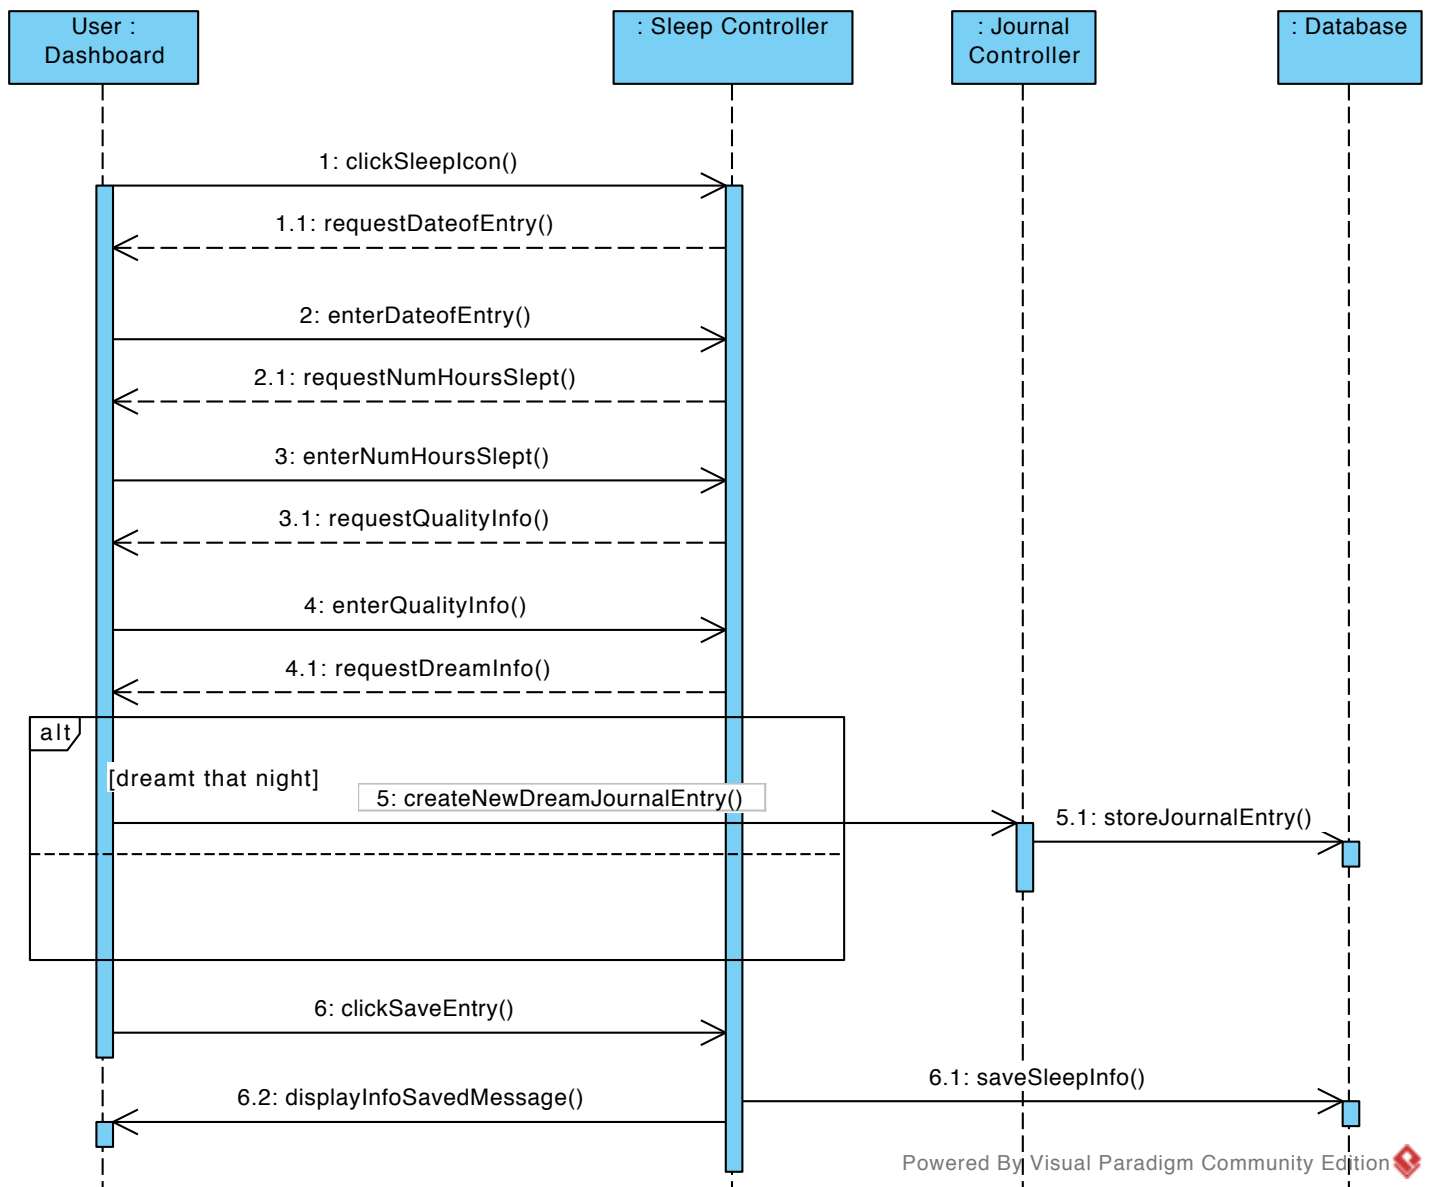 User :
Dashboard
: Sleep Controller
: Journal
Controller
: Database
1: clickSleepIcon()
1.1: requestDateofEntry()
2: enterDateofEntry()
2.1: requestNumHoursSlept()
3: enterNumHoursSlept()
3.1: requestQualityInfo()
4: enterQualityInfo()
4.1: requestDreamInfo()
alt
[dreamt that night]
5: createNewDreamJournalEntry()
5.1: storeJournalEntry()
6: clickSaveEntry()
6.1: saveSleepInfo()
6.2: displayInfoSavedMessage()
Powered By Visual Paradigm Community Edition